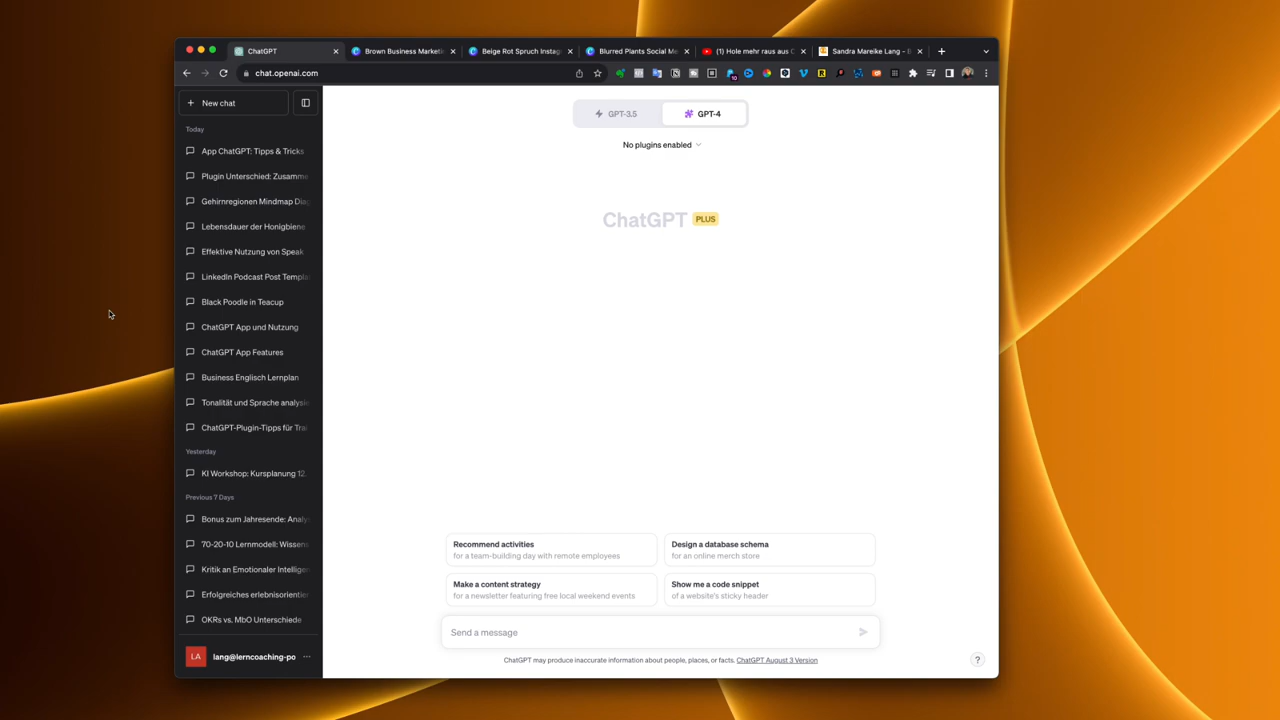 ChatGPT
Brown Business Marketi
Beige Rot Spruch Instag
Blurred Plants Social Me
(1) Hole mehr raus aus C
Sandra Mareike Lang - B
chat.openai.com
10
New chat
Today
App ChatGPT: Tipps & Tricks
Plugin Unterschied: Zusamme
Gehirnregionen Mindmap Dia
Lebensdauer der Honigbiene
Effektive Nutzung von Speak
LinkedIn Podcast Post Templa
Black Poodle in Teacup
ChatGPT App und Nutzung
ChatGPT App Features
Business Englisch Lernplan
Tonalität und Sprache analysie
ChatGPT-Plugin-Tipps für Trai
Yesterday
KI Workshop: Kursplanung 12.
Previous 7 Days
Bonus zum Jahresende: Analys
70-20-10 Lernmodell: Wissens
Kritik an Emotionaler Intellige
Erfolgreiches erlebnisorientier
OKRs vs. MbO Unterschiede
LA
lang@lerncoaching-po
GPT-3.5
GPT-4
No plugins enabled
ChatGPT PLUS
Recommend activities
for a team-building day with remote employees
Design a database schema
for an online merch store
Make a content strategy
for a newsletter featuring free local weekend events
Show me a code snippet
of a website's sticky header
Send a message
ChatGPT may produce inaccurate information about people, places, or facts. ChatGPT August 3 Version
?